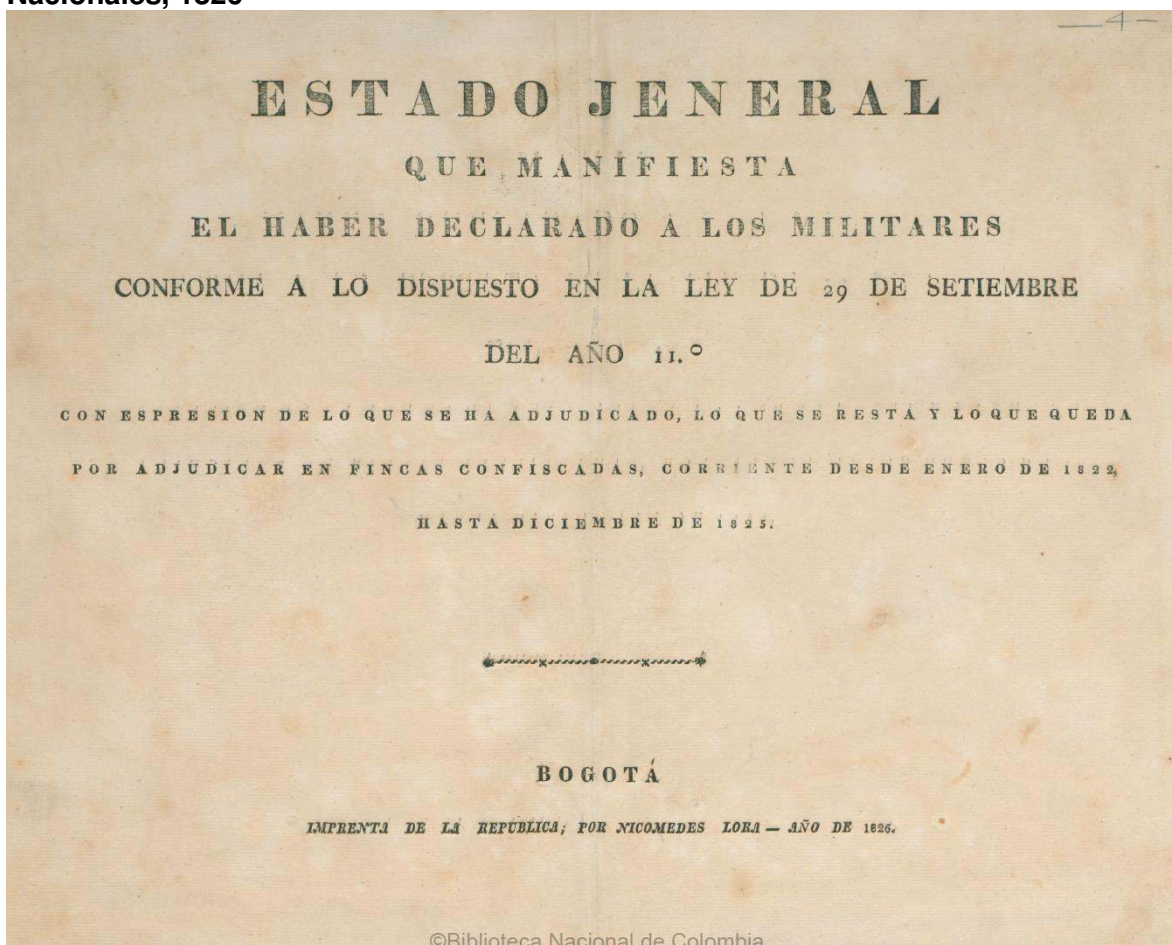 Nacionales, 1826
—4—
ESTADO JENERAL
QUE MANIFIESTA
EL HABER DECLARADO A LOS MILITARES
CONFORME A LO DISPUESTO EN LA LEY DE 29 DE SETIEMBRE
DEL AÑO 11.º
CON ESPRESION DE LO QUE SE HA ADJUDICADO, LO QUE SE RESTA Y LO QUE QUEDA
POR ADJUDICAR EN FINCAS CONFISCADAS, CORRIENTE DESDE ENERO DE 1822,
HASTA DICIEMBRE DE 1825.
BOGOTÁ
IMPRENTA DE LA REPUBLICA; POR NICOMEDES LORA — AÑO DE 1826.
©Biblioteca Nacional de Colombia